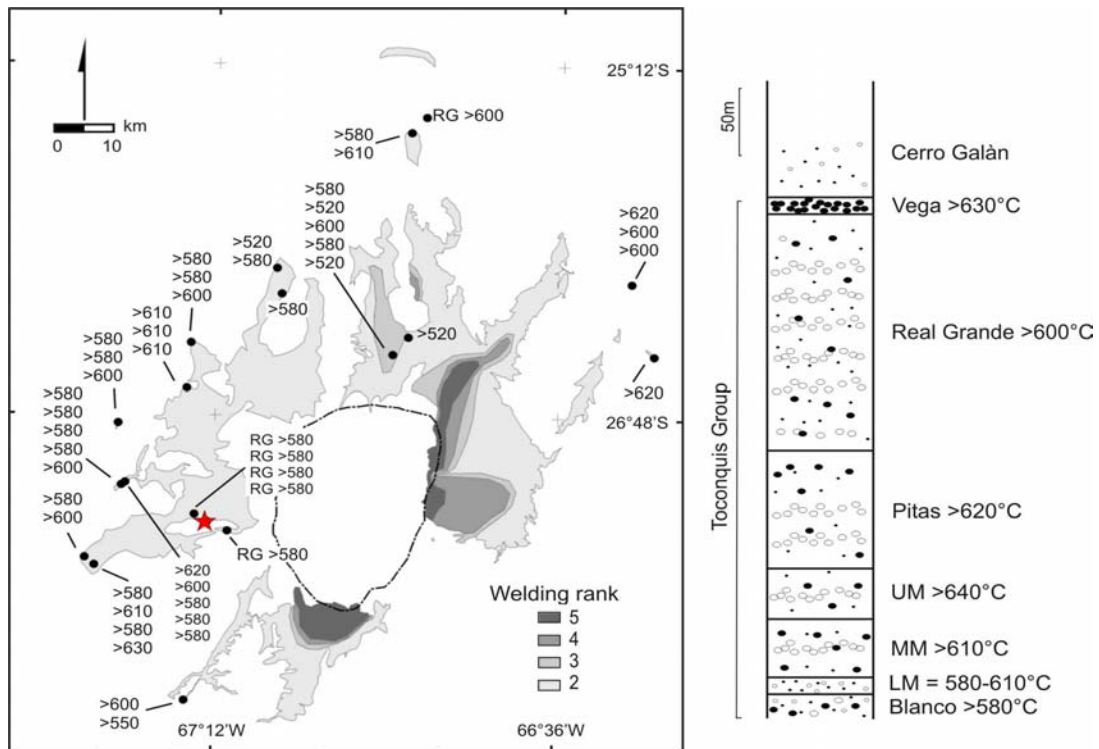 25°12'S
RG >600
>580
>610
km
0 10
>580
>520
>600
>580
>520
>620
>600
>600
>520
>580
>580
>580
>580
>600
>610
>610
>610
>520
>620
>580
>580
>600
26°48'S
>580
>580
>580
>580
>600
RG >580
RG >580
RG >580
RG >580
>580
>600
RG >580
>620
>600
>580
>580
>580
>580
>610
>580
>630
Welding rank
5
4
3
2
>600
>550
67°12'W
66°36'W
50m
Cerro Galàn
Vega >630°C
Real Grande >600°C
Toconquis Group
Pitas >620°C
UM >640°C
MM >610°C
LM = 580-610°C
Blanco >580°C